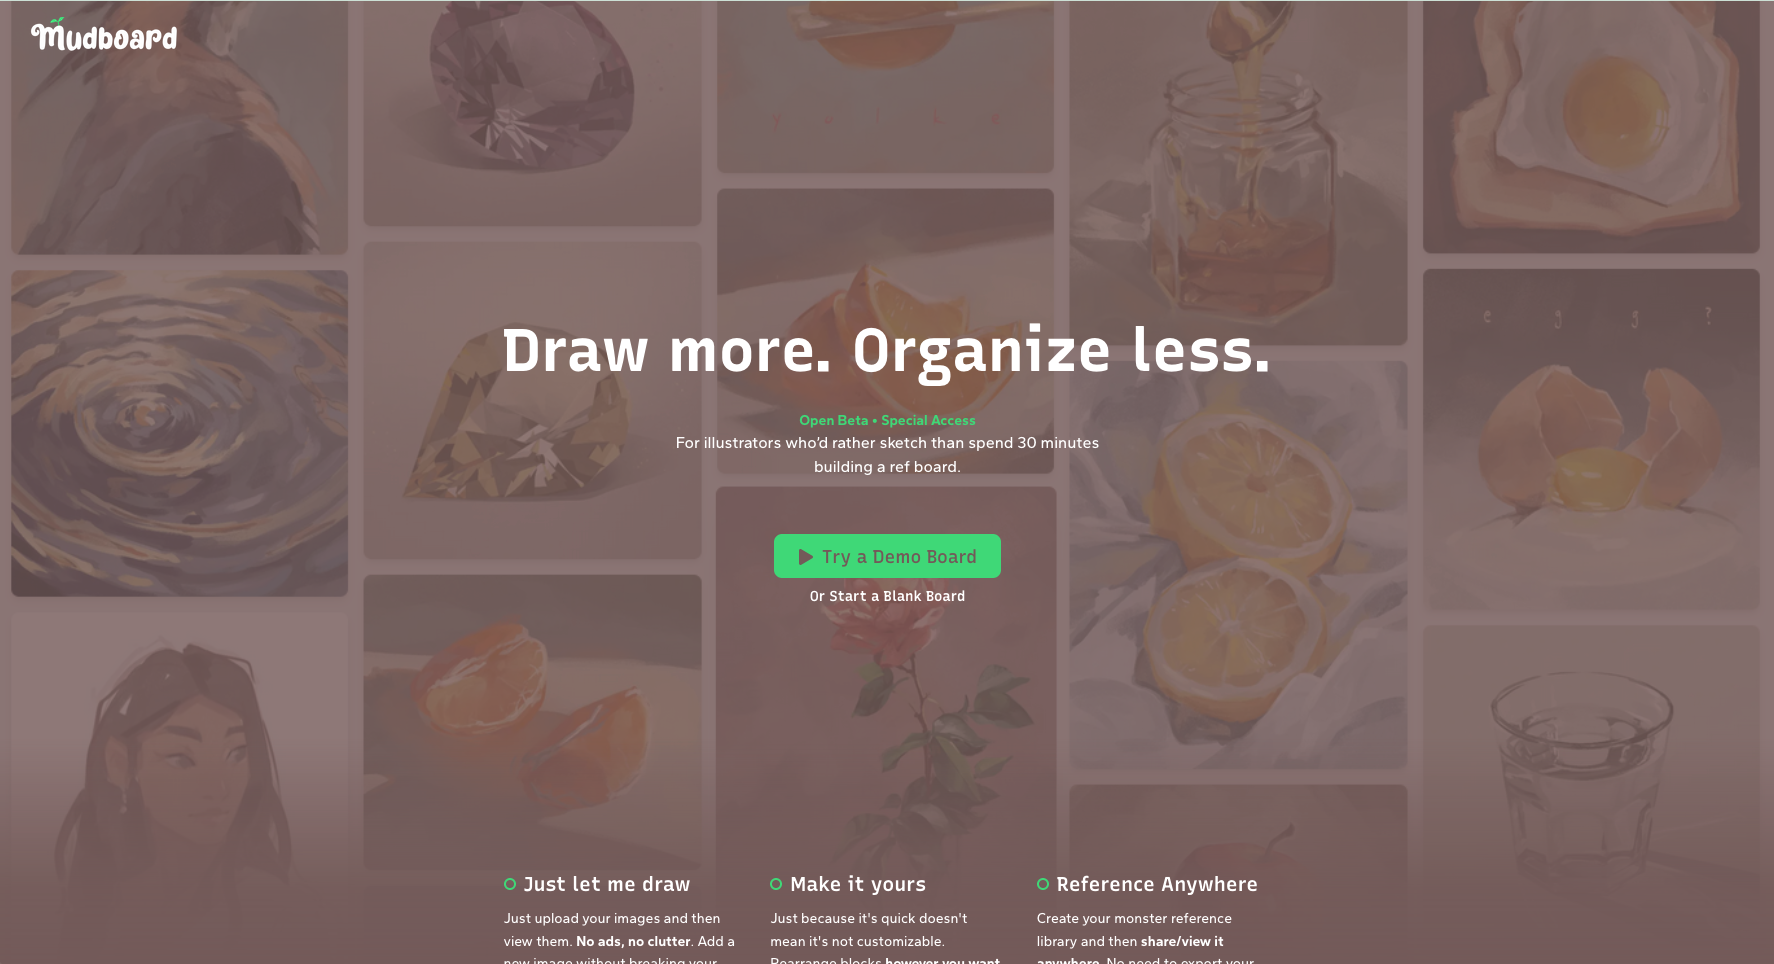 Mudboard
y u l k e
e g g ?
Draw more. Organize less.
Open Beta • Special Access
For illustrators who'd rather sketch than spend 30 minutes
building a ref board.
Try a Demo Board
Or Start a Blank Board
Just let me draw
Just upload your images and then
view them. No ads, no clutter. Add a
new image without breaking your
Make it yours
Just because it's quick doesn't
mean it's not customizable.
Rearrange blocks however you want
Reference Anywhere
Create your monster reference
library and then share/view it
anywhere. No need to export your